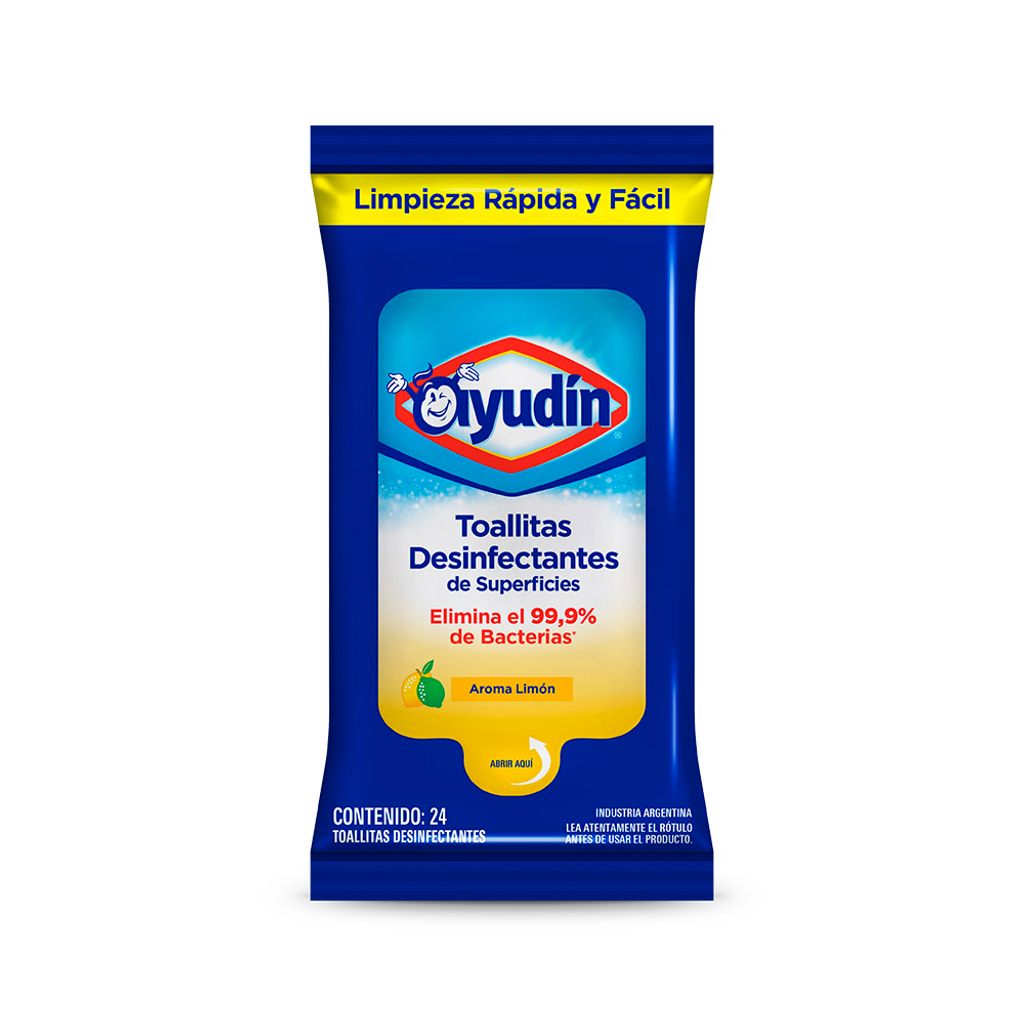 Limpieza Rápida y Fácil
ayudín®
Toallitas
Desinfectantes
de Superficies
Elimina el 99,9%
de Bacterias*
Aroma Limón
ABRIR AQUÍ
CONTENIDO: 24
TOALLITAS DESINFECTANTES
INDUSTRIA ARGENTINA
LEA ATENTAMENTE EL RÓTULO
ANTES DE USAR EL PRODUCTO.